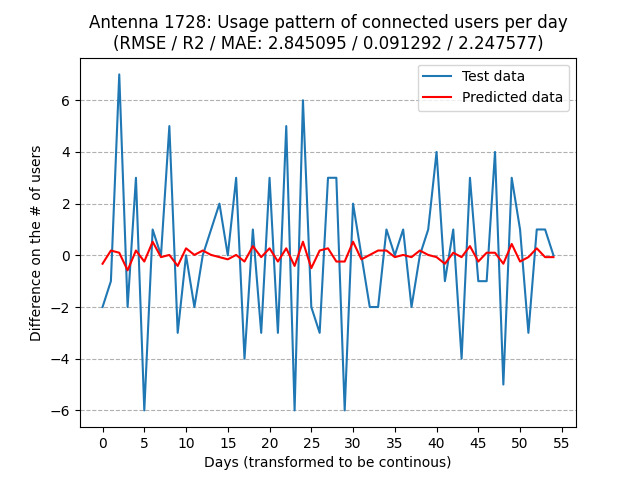 Antenna 1728: Usage pattern of connected users per day
(RMSE / R2 / MAE: 2.845095 / 0.091292 / 2.247577)
Test data
Predicted data
Difference on the # of users
6
4
2
0
−2
−4
−6
0 5 10 15 20 25 30 35 40 45 50 55
Days (transformed to be continous)